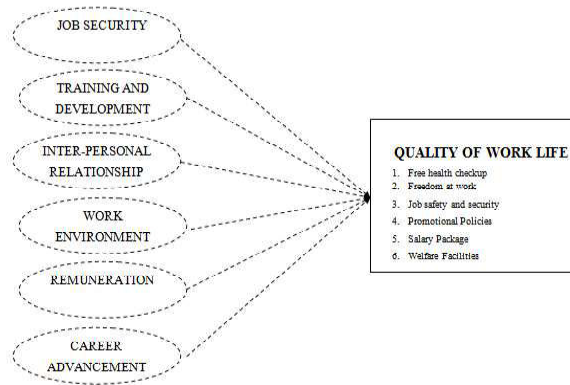 JOB SECURITY
TRAINING AND
DEVELOPMENT
INTER-PERSONAL
RELATIONSHIP
WORK
ENVIRONMENT
REMUNERATION
CAREER
ADVANCEMENT
QUALITY OF WORK LIFE
1. Free health checkup
2. Freedom at work
3. Job safety and security
4. Promotional Policies
5. Salary Package
6. Welfare Facilities